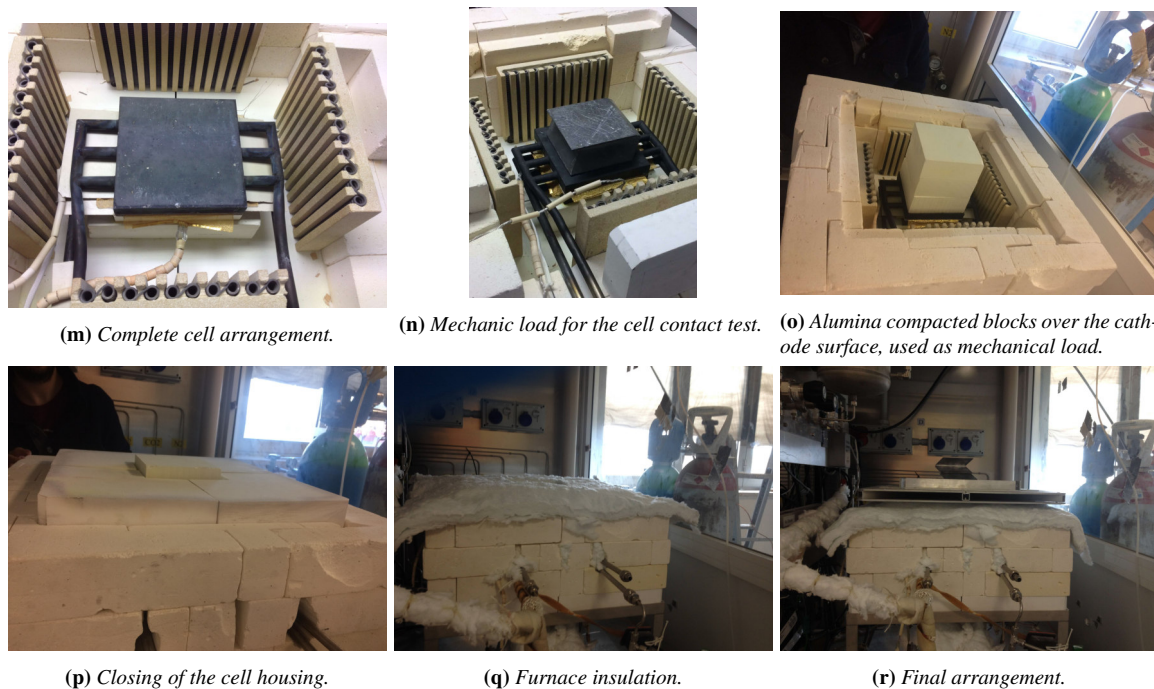 (m) Complete cell arrangement.
(n) Mechanic load for the cell contact test.
(o) Alumina compacted blocks over the cath-
ode surface, used as mechanical load.
(p) Closing of the cell housing.
(q) Furnace insulation.
(r) Final arrangement.